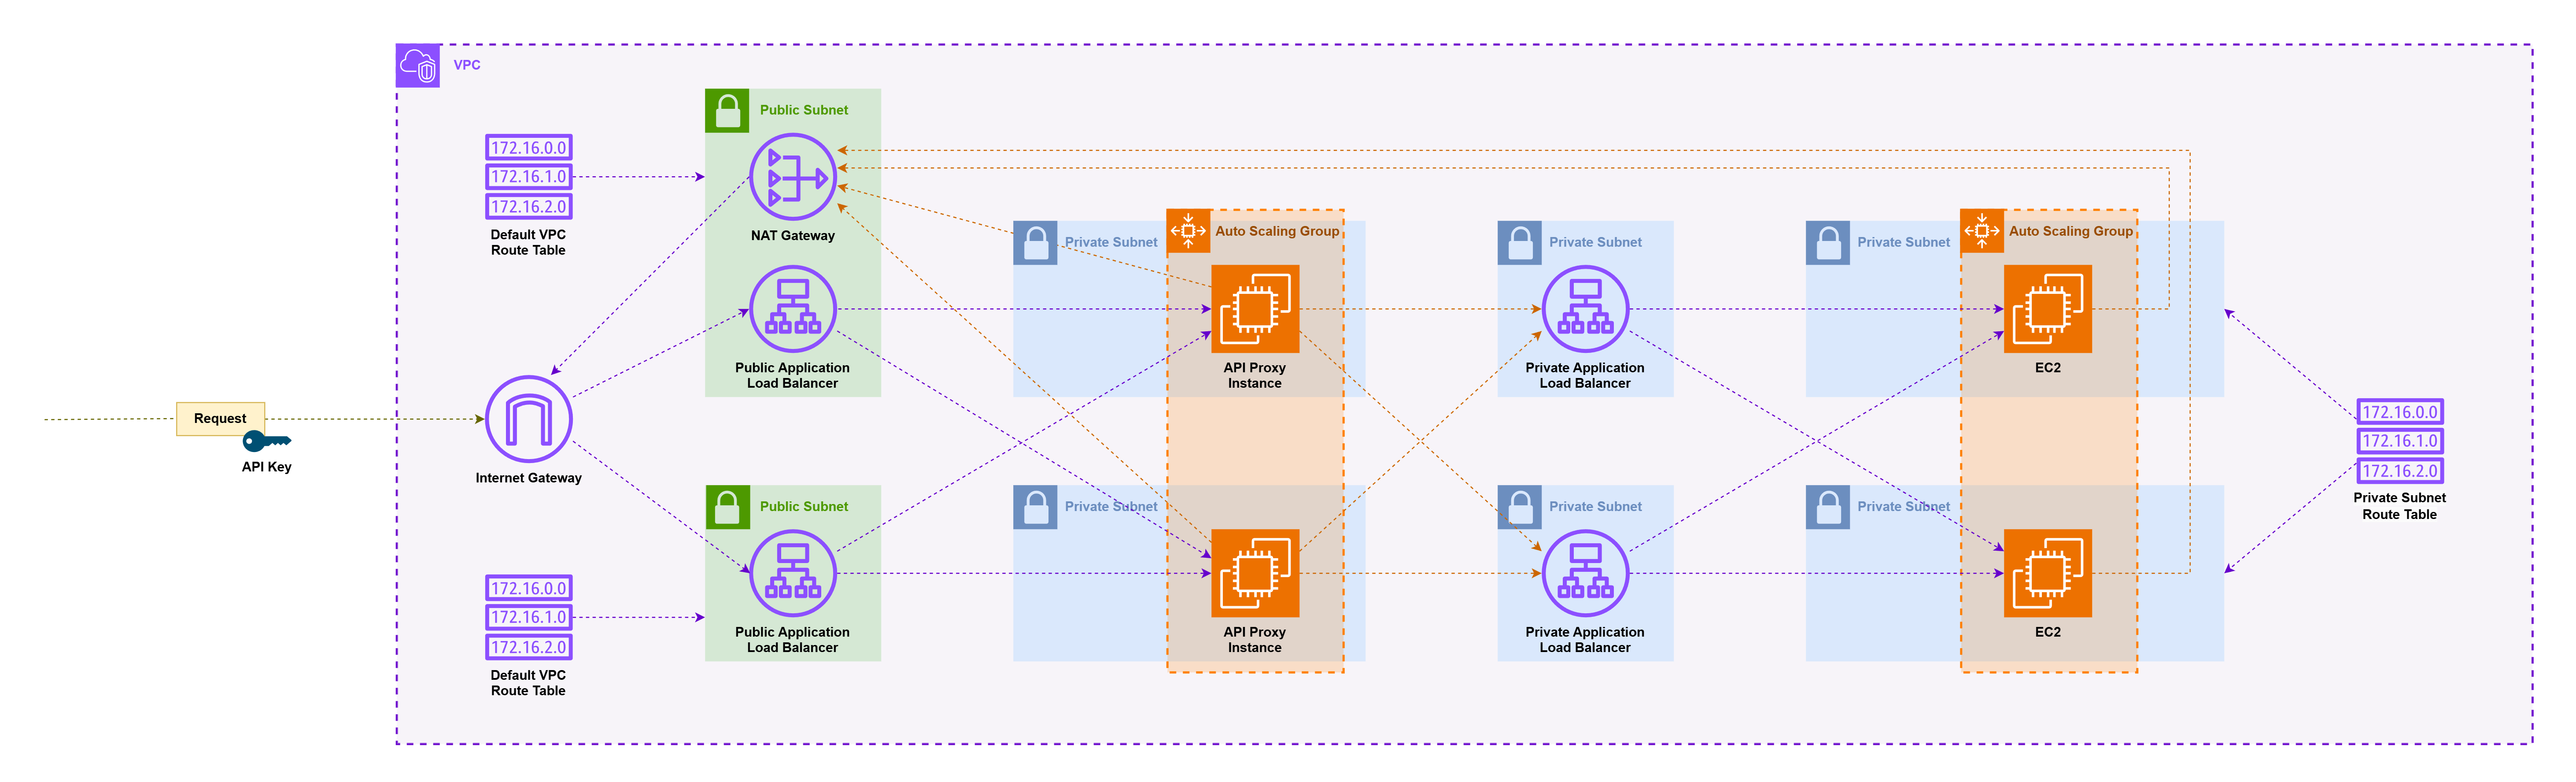 VPC
Public Subnet
172.16.0.0
172.16.1.0
172.16.2.0
Default VPC
Route Table
NAT Gateway
Private Subnet
Auto Scaling Group
Private Subnet
Private Subnet
Auto Scaling Group
Public Application
Load Balancer
API Proxy
Instance
Private Application
Load Balancer
EC2
Request
API Key
Internet Gateway
172.16.0.0
172.16.1.0
172.16.2.0
Private Subnet
Route Table
Public Subnet
Private Subnet
Private Subnet
Private Subnet
172.16.0.0
172.16.1.0
172.16.2.0
Default VPC
Route Table
Public Application
Load Balancer
API Proxy
Instance
Private Application
Load Balancer
EC2